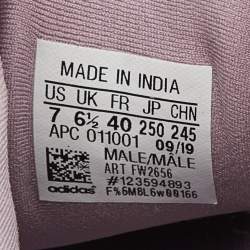 MADE IN INDIA
US UK FR JP CHN
7 6½ 40 250 245
APC 011001 09/19
MALE/MÂLE
ART FW2656
#123594893
adidas F%6M8L6w00166